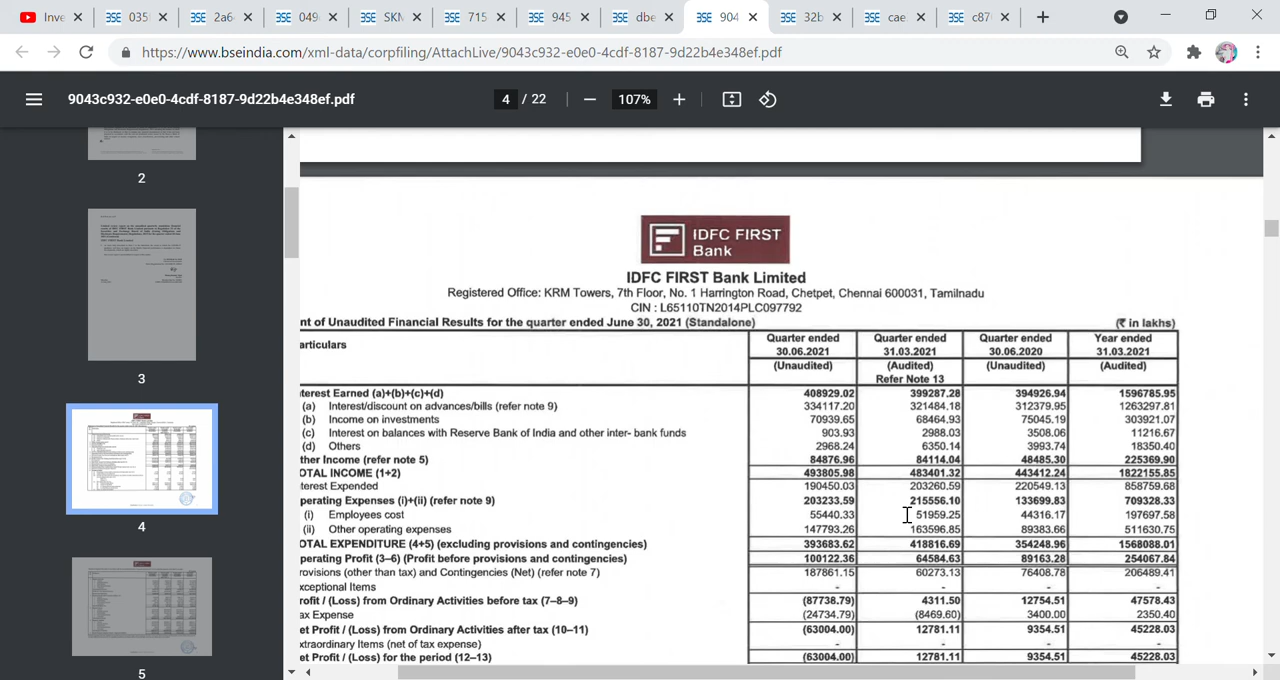 Inve
035
2a6
049
SKM
715
945
dbe
904
32b
cae
c87
https://www.bseindia.com/xml-data/corpfiling/AttachLive/9043c932-e0e0-4cdf-8187-9d22b4e348ef.pdf
9043c932-e0e0-4cdf-8187-9d22b4e348ef.pdf
4 / 22
107%
2
3
4
5
IDFC FIRST
Bank
IDFC FIRST Bank Limited
Registered Office: KRM Towers, 7th Floor, No. 1 Harrington Road, Chetpet, Chennai 600031, Tamilnadu
CIN : L65110TN2014PLC097792
nt of Unaudited Financial Results for the quarter ended June 30, 2021 (Standalone) (₹ in lakhs)
articulars Quarter ended 30.06.2021 Quarter ended 31.03.2021 Quarter ended 30.06.2020 Year ended 31.03.2021
(Unaudited) (Audited) Refer Note 13 (Unaudited) (Audited)
terest Earned (a)+(b)+(c)+(d) 408929.02 399287.28 394926.94 1596785.95
(a) Interest/discount on advances/bills (refer note 9) 334117.20 321484.18 312379.95 1263297.81
(b) Income on investments 70939.65 68464.93 75045.19 303921.07
(c) Interest on balances with Reserve Bank of India and other inter- bank funds 903.93 2988.03 3508.06 11216.67
(d) Others 2968.24 6350.14 3993.74 18350.40
ther Income (refer note 5) 84876.96 84114.04 48485.30 225369.90
OTAL INCOME (1+2) 493805.98 483401.32 443412.24 1822155.85
terest Expended 190450.03 203260.59 220549.13 858759.68
perating Expenses (i)+(ii) (refer note 9) 203233.59 215556.10 133699.83 709328.33
(i) Employees cost 55440.33 51959.25 44316.17 197697.58
(ii) Other operating expenses 147793.26 163596.85 89383.66 511630.75
OTAL EXPENDITURE (4+5) (excluding provisions and contingencies) 393683.62 418816.69 354248.96 1568088.01
perating Profit (3–6) (Profit before provisions and contingencies) 100122.36 64584.63 89163.28 254067.84
rovisions (other than tax) and Contingencies (Net) (refer note 7) 187861.15 60273.13 76408.78 206489.41
xceptional Items - - - -
rofit / (Loss) from Ordinary Activities before tax (7–8–9) (87738.79) 4311.50 12754.51 47578.43
ax Expense (24734.79) (8469.60) 3400.00 2350.40
et Profit / (Loss) from Ordinary Activities after tax (10–11) (63004.00) 12781.11 9354.51 45228.03
xtraordinary Items (net of tax expense) - - - -
et Profit / (Loss) for the period (12–13) (63004.00) 12781.11 9354.51 45228.03